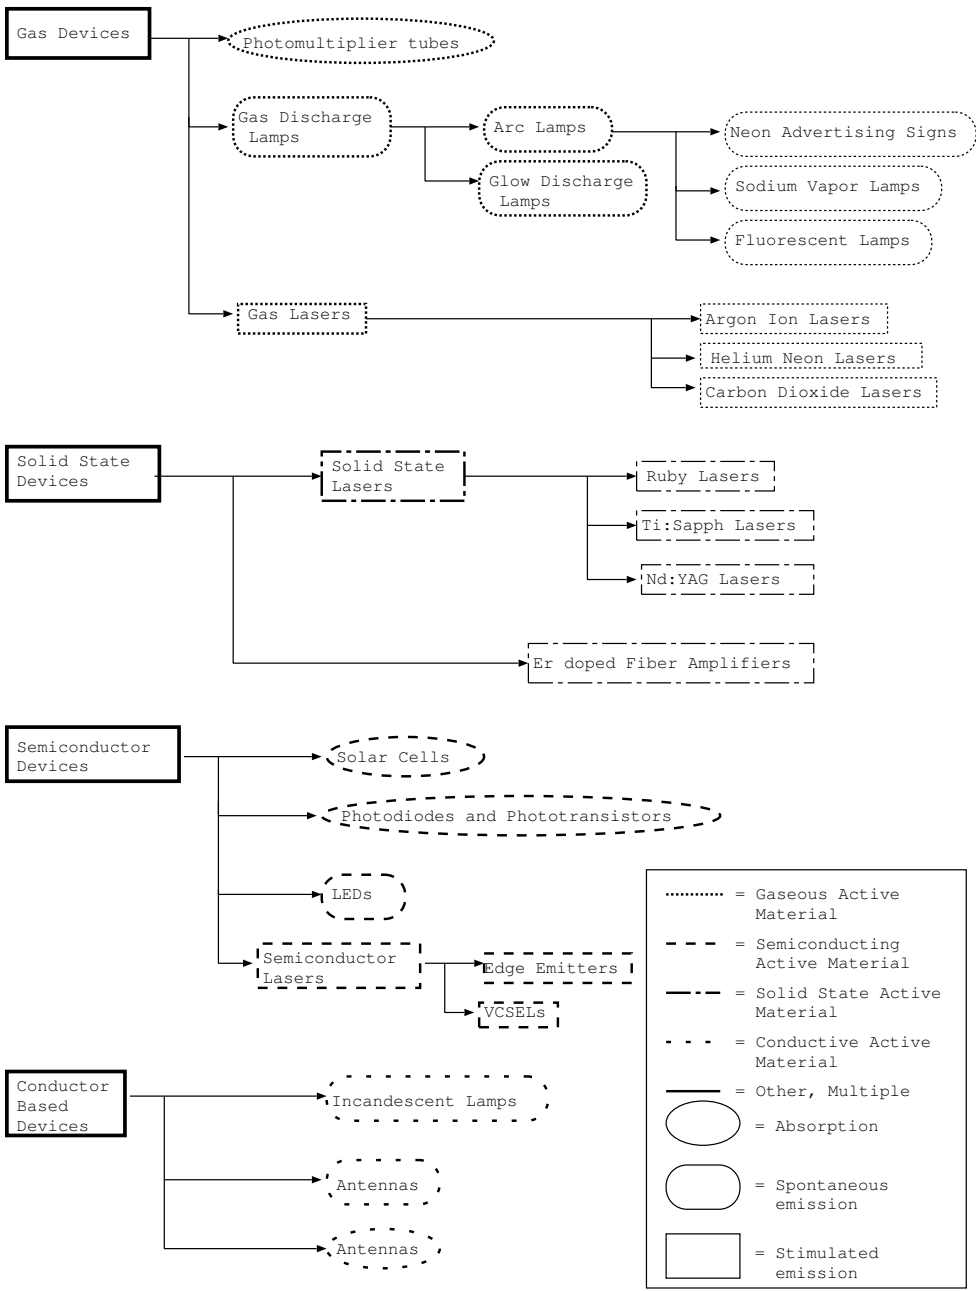 Gas Devices
Photomultiplier tubes
Gas Discharge
Lamps
Arc Lamps
Neon Advertising Signs
Glow Discharge
Lamps
Sodium Vapor Lamps
Fluorescent Lamps
Gas Lasers
Argon Ion Lasers
Helium Neon Lasers
Carbon Dioxide Lasers
Solid State
Devices
Solid State
Lasers
Ruby Lasers
Ti:Sapph Lasers
Nd:YAG Lasers
Er doped Fiber Amplifiers
Semiconductor
Devices
Solar Cells
Photodiodes and Phototransistors
LEDs
Semiconductor
Lasers
Edge Emitters
VCSELs
Conductor
Based
Devices
Incandescent Lamps
Antennas
Antennas
= Gaseous Active
Material
= Semiconducting
Active Material
= Solid State Active
Material
= Conductive Active
Material
= Other, Multiple
= Absorption
= Spontaneous
emission
= Stimulated
emission